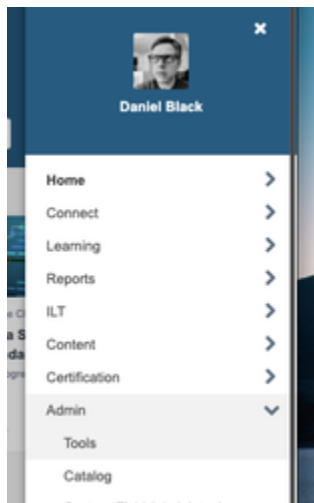 Daniel Black
Home
Connect
Learning
Reports
ILT
Content
Certification
Admin
Tools
Catalog